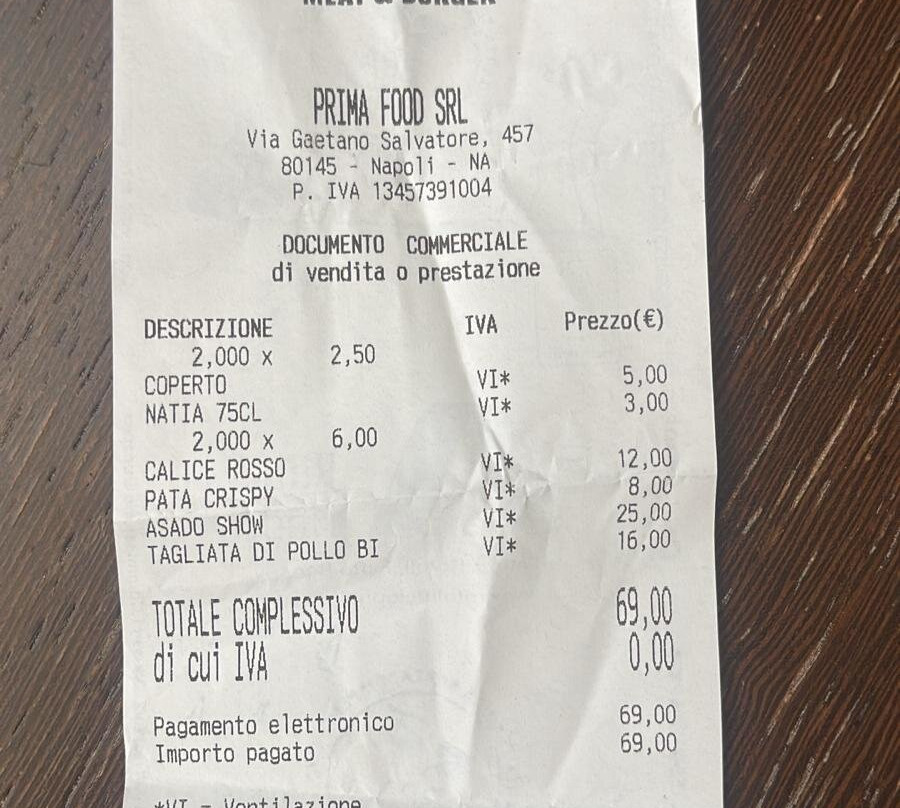 MEAT & BURGER
PRIMA FOOD SRL
Via Gaetano Salvatore, 457
80145 - Napoli - NA
P. IVA 13457391004
DOCUMENTO COMMERCIALE
di vendita o prestazione
DESCRIZIONE IVA Prezzo(€)
2,000 x 2,50
COPERTO VI* 5,00
NATIA 75CL VI* 3,00
2,000 x 6,00
CALICE ROSSO VI* 12,00
PATA CRISPY VI* 8,00
ASADO SHOW VI* 25,00
TAGLIATA DI POLLO BI VI* 16,00
TOTALE COMPLESSIVO 69,00
di cui IVA 0,00
Pagamento elettronico 69,00
Importo pagato 69,00
*VI = Ventilazione